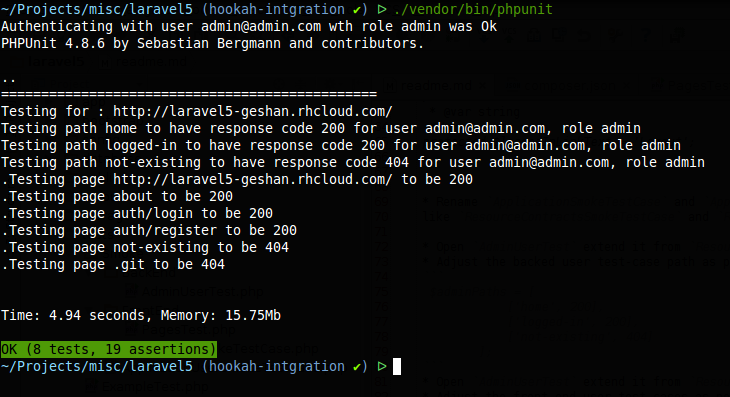 ~/Projects/misc/laravel5 (hookah-intgration ✔) ᐅ ./vendor/bin/phpunit
Authenticating with user admin@admin.com wth role admin was Ok
PHPUnit 4.8.6 by Sebastian Bergmann and contributors.
..
===============================================
Testing for : http://laravel5-geshan.rhcloud.com/
Testing path home to have response code 200 for user admin@admin.com, role admin
Testing path logged-in to have response code 200 for user admin@admin.com, role admin
Testing path not-existing to have response code 404 for user admin@admin.com, role admin
.Testing page http://laravel5-geshan.rhcloud.com/ to be 200
.Testing page about to be 200
.Testing page auth/login to be 200
.Testing page auth/register to be 200
.Testing page not-existing to be 404
.Testing page .git to be 404
Time: 4.94 seconds, Memory: 15.75Mb
OK (8 tests, 19 assertions)
~/Projects/misc/laravel5 (hookah-intgration ✔) ᐅ